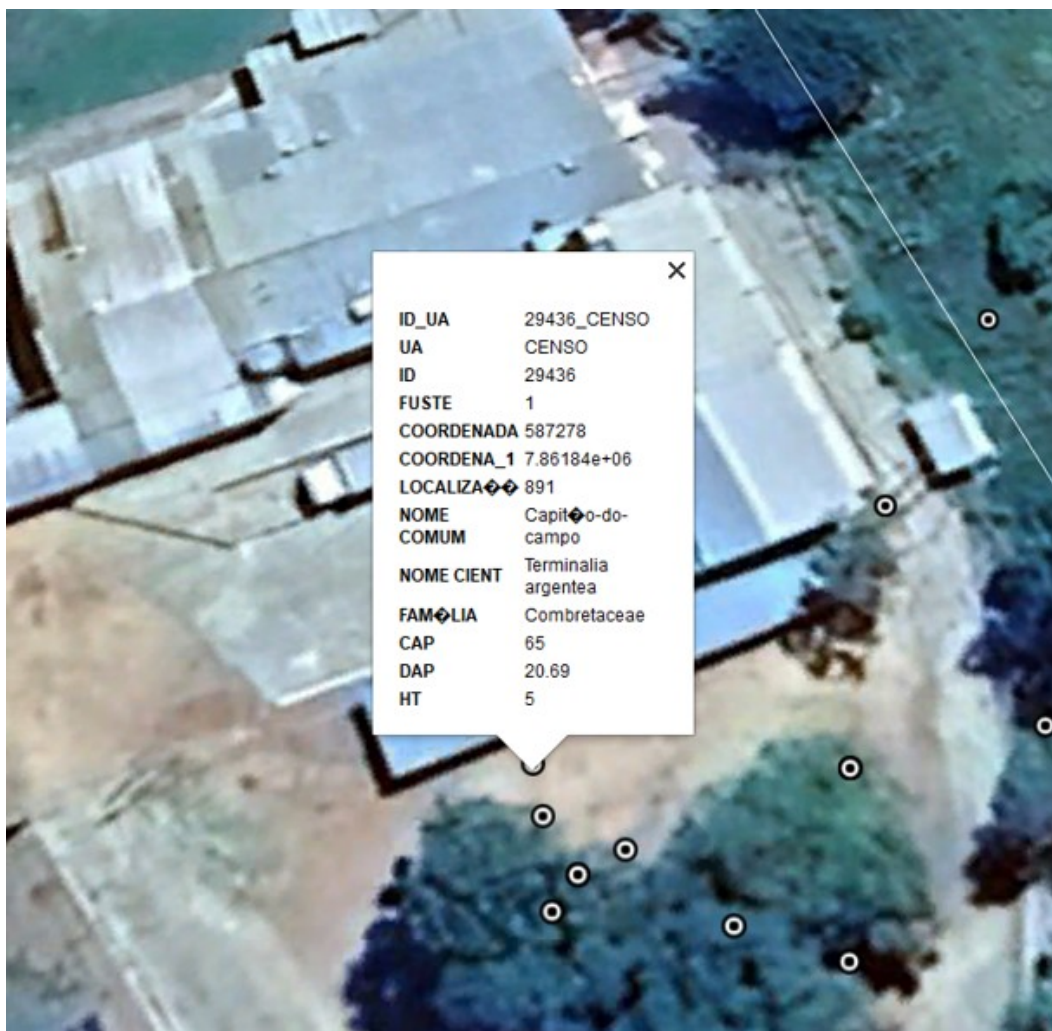 ID_UA 29436_CENSO
UA CENSO
ID 29436
FUSTE 1
COORDENADA 587278
COORDENA_1 7.86184e+06
LOCALIZA�� 891
NOME COMUM Capit�o-do-campo
NOME CIENT Terminalia argentea
FAM�LIA Combretaceae
CAP 65
DAP 20.69
HT 5